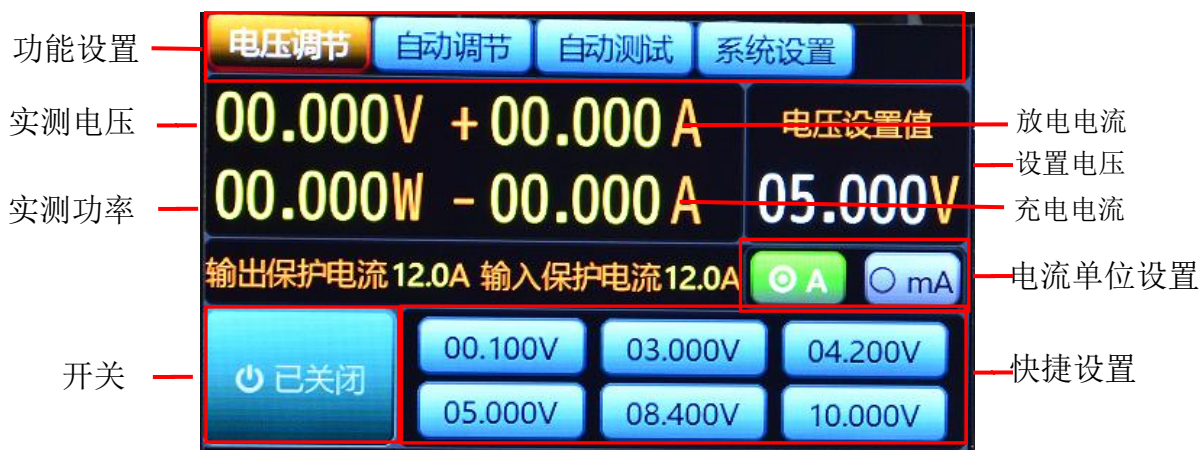 功能设置
电压调节 自动调节 自动测试 系统设置
实测电压
00.000V +00.000A
电压设置值
放电电流
设置电压
实测功率
00.000W -00.000A
05.000V
充电电流
输出保护电流12.0A 输入保护电流12.0A
A mA
电流单位设置
开关
已关闭
00.100V 03.000V 04.200V
快捷设置
05.000V 08.400V 10.000V